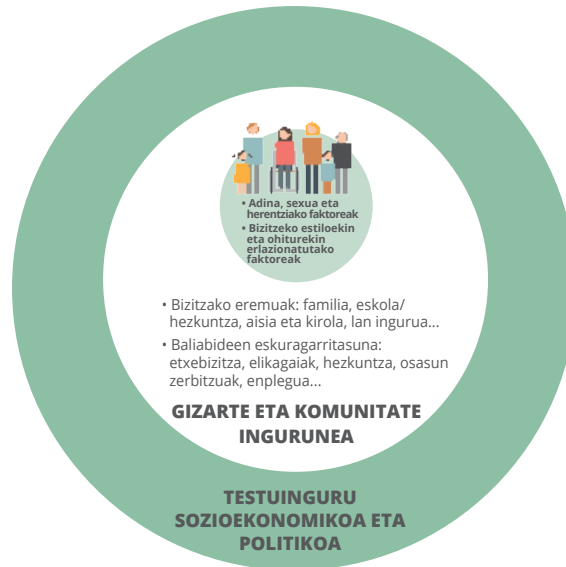 • Adina, sexua eta
herentziako faktoreak
• Bizitzeko estiloekin
eta ohiturekin
erlazionatutako
faktoreak
• Bizitzako eremuak: familia, eskola/
hezkuntza, aisia eta kirola, lan ingurua...
• Baliabideen eskuragarritasuna:
etxebizitza, elikagaiak, hezkuntza, osasun
zerbitzuak, enplegua...
GIZARTE ETA KOMUNITATE
INGURUNEA
TESTUINGURU
SOZIOEKONOMIKOA ETA
POLITIKOA